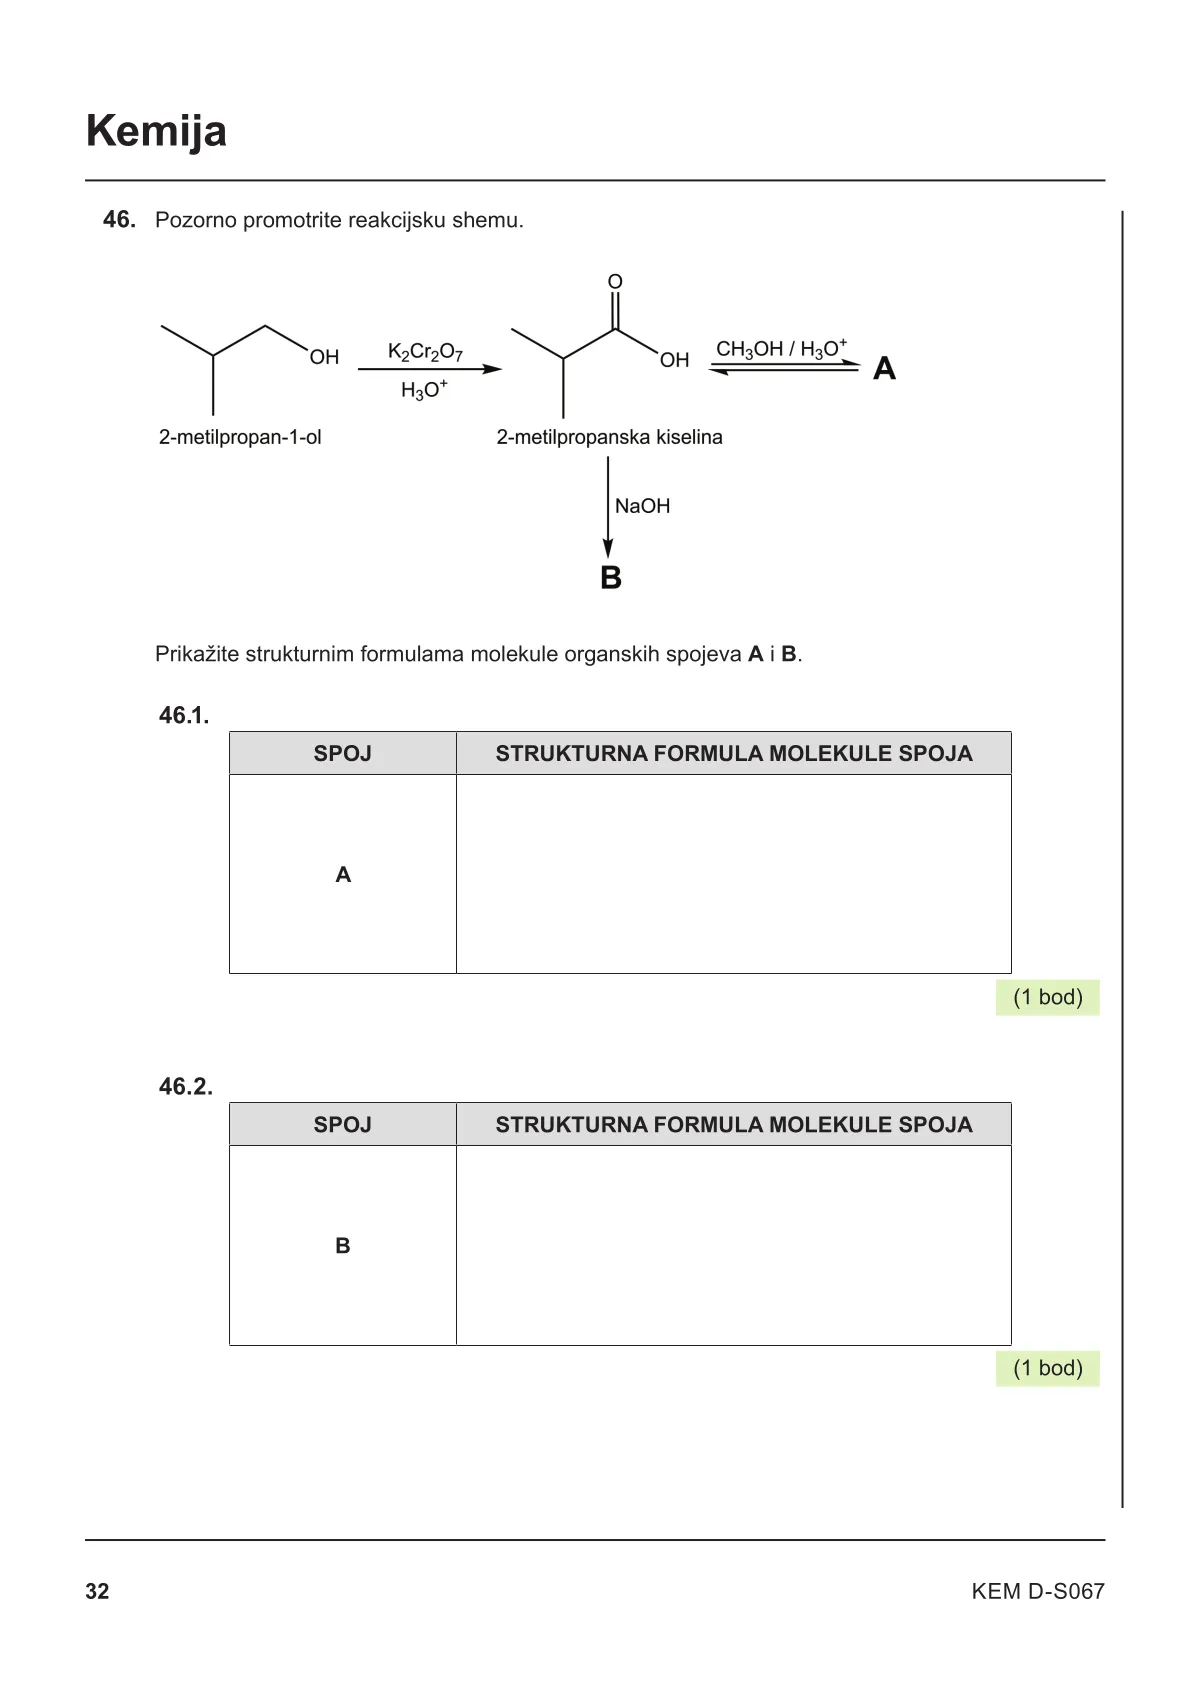 Kemija
46. Pozorno promotrite reakcijsku shemu.
O
OH
K₂Cr₂O₇
H₃O⁺
OH
CH₃OH / H₃O⁺
A
2-metilpropan-1-ol
2-metilpropanska kiselina
NaOH
B
Prikažite strukturnim formulama molekule organskih spojeva A i B.
46.1.
SPOJ STRUKTURNA FORMULA MOLEKULE SPOJA
A
(1 bod)
46.2.
SPOJ STRUKTURNA FORMULA MOLEKULE SPOJA
B
(1 bod)
32 KEM D-S067